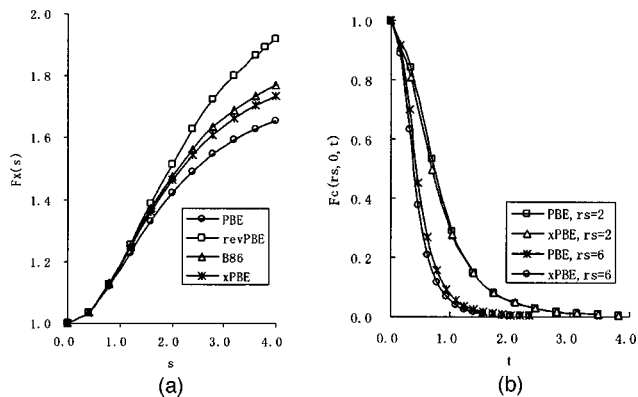 (a)
2.0
1.8
1.6
1.4
1.2
1.0
Fx(s)
0.0 1.0 2.0 3.0 4.0
s
PBE
revPBE
B86
xPBE
(a)
(b)
1.0
0.8
0.6
0.4
0.2
0.0
Fc(rs, 0, t)
0.0 1.0 2.0 3.0 4.0
t
PBE, rs=2
xPBE, rs=2
PBE, rs=6
xPBE, rs=6
(b)